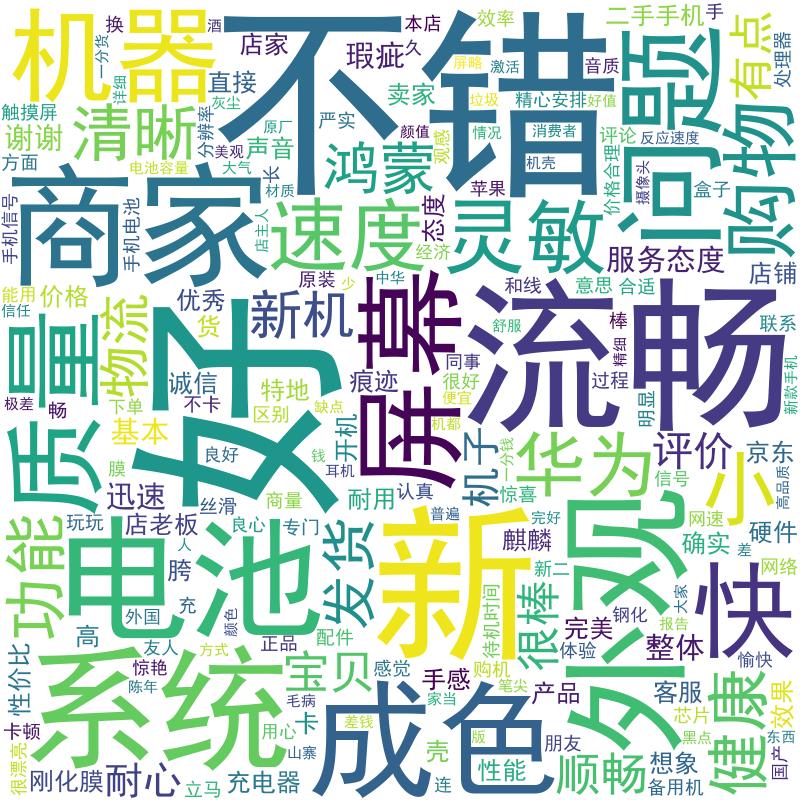 机器
不错
问题
有点
购物
商家
清晰
鸿蒙
速度
灵敏
质量
好
屏幕
流畅
新机
物流
华为
评价
小
外观
快
新
电池
系统
成色
功能
发货
健康
宝贝
很棒
顺畅
耐心
机子
换
一分货
酒
本店
效率
二手手机
手
店家
瑕疵
久
处理器
详细
直接
屏略
激活
音质
触摸屏
灰尘
卖家
精心安排
好值
垃圾
谢谢
分辨率
原厂
严实
颜值
观感
情况
消费者
评论
反应速度
方面
美观
声音
电池容量
大气
机壳
价格合理
摄像头
手机信号
手机电池
材质
长
店主人
态度
苹果
盒子
经济
服务态度
店铺
能用
价格
信任
优秀
原装
中华
少
和线
意思
合适
联系
货
舒服
棒
精细
诚信
特地
痕迹
同事
很好
便宜
过程
明显
新款手机
极差
畅
不卡
区别
缺点
下单
基本
开机
机都
一分钱
京东
膜
良好
钱
耳机
惊喜
信号
高品质
迅速
丝滑
商量
耐用
认真
玩玩
店老板
良心
专门
普遍
完好
网速
差
硬件
人
麒麟
确实
胯
新二
网络
外国
充
钢化
大家
颜色
待机时间
完美
报告
高
友人
正品
配件
体验
整体
愉快
性价比
惊艳
方式
感觉
购机
陈年
手感
笔尖
产品
客服
芯片
效果
卡顿
毛病
卡
家当
用心
差钱
版
朋友
黑点
东西
很漂亮
山寨
壳
想象
国产
刚化膜
立马
充电器
连
性能
备用机